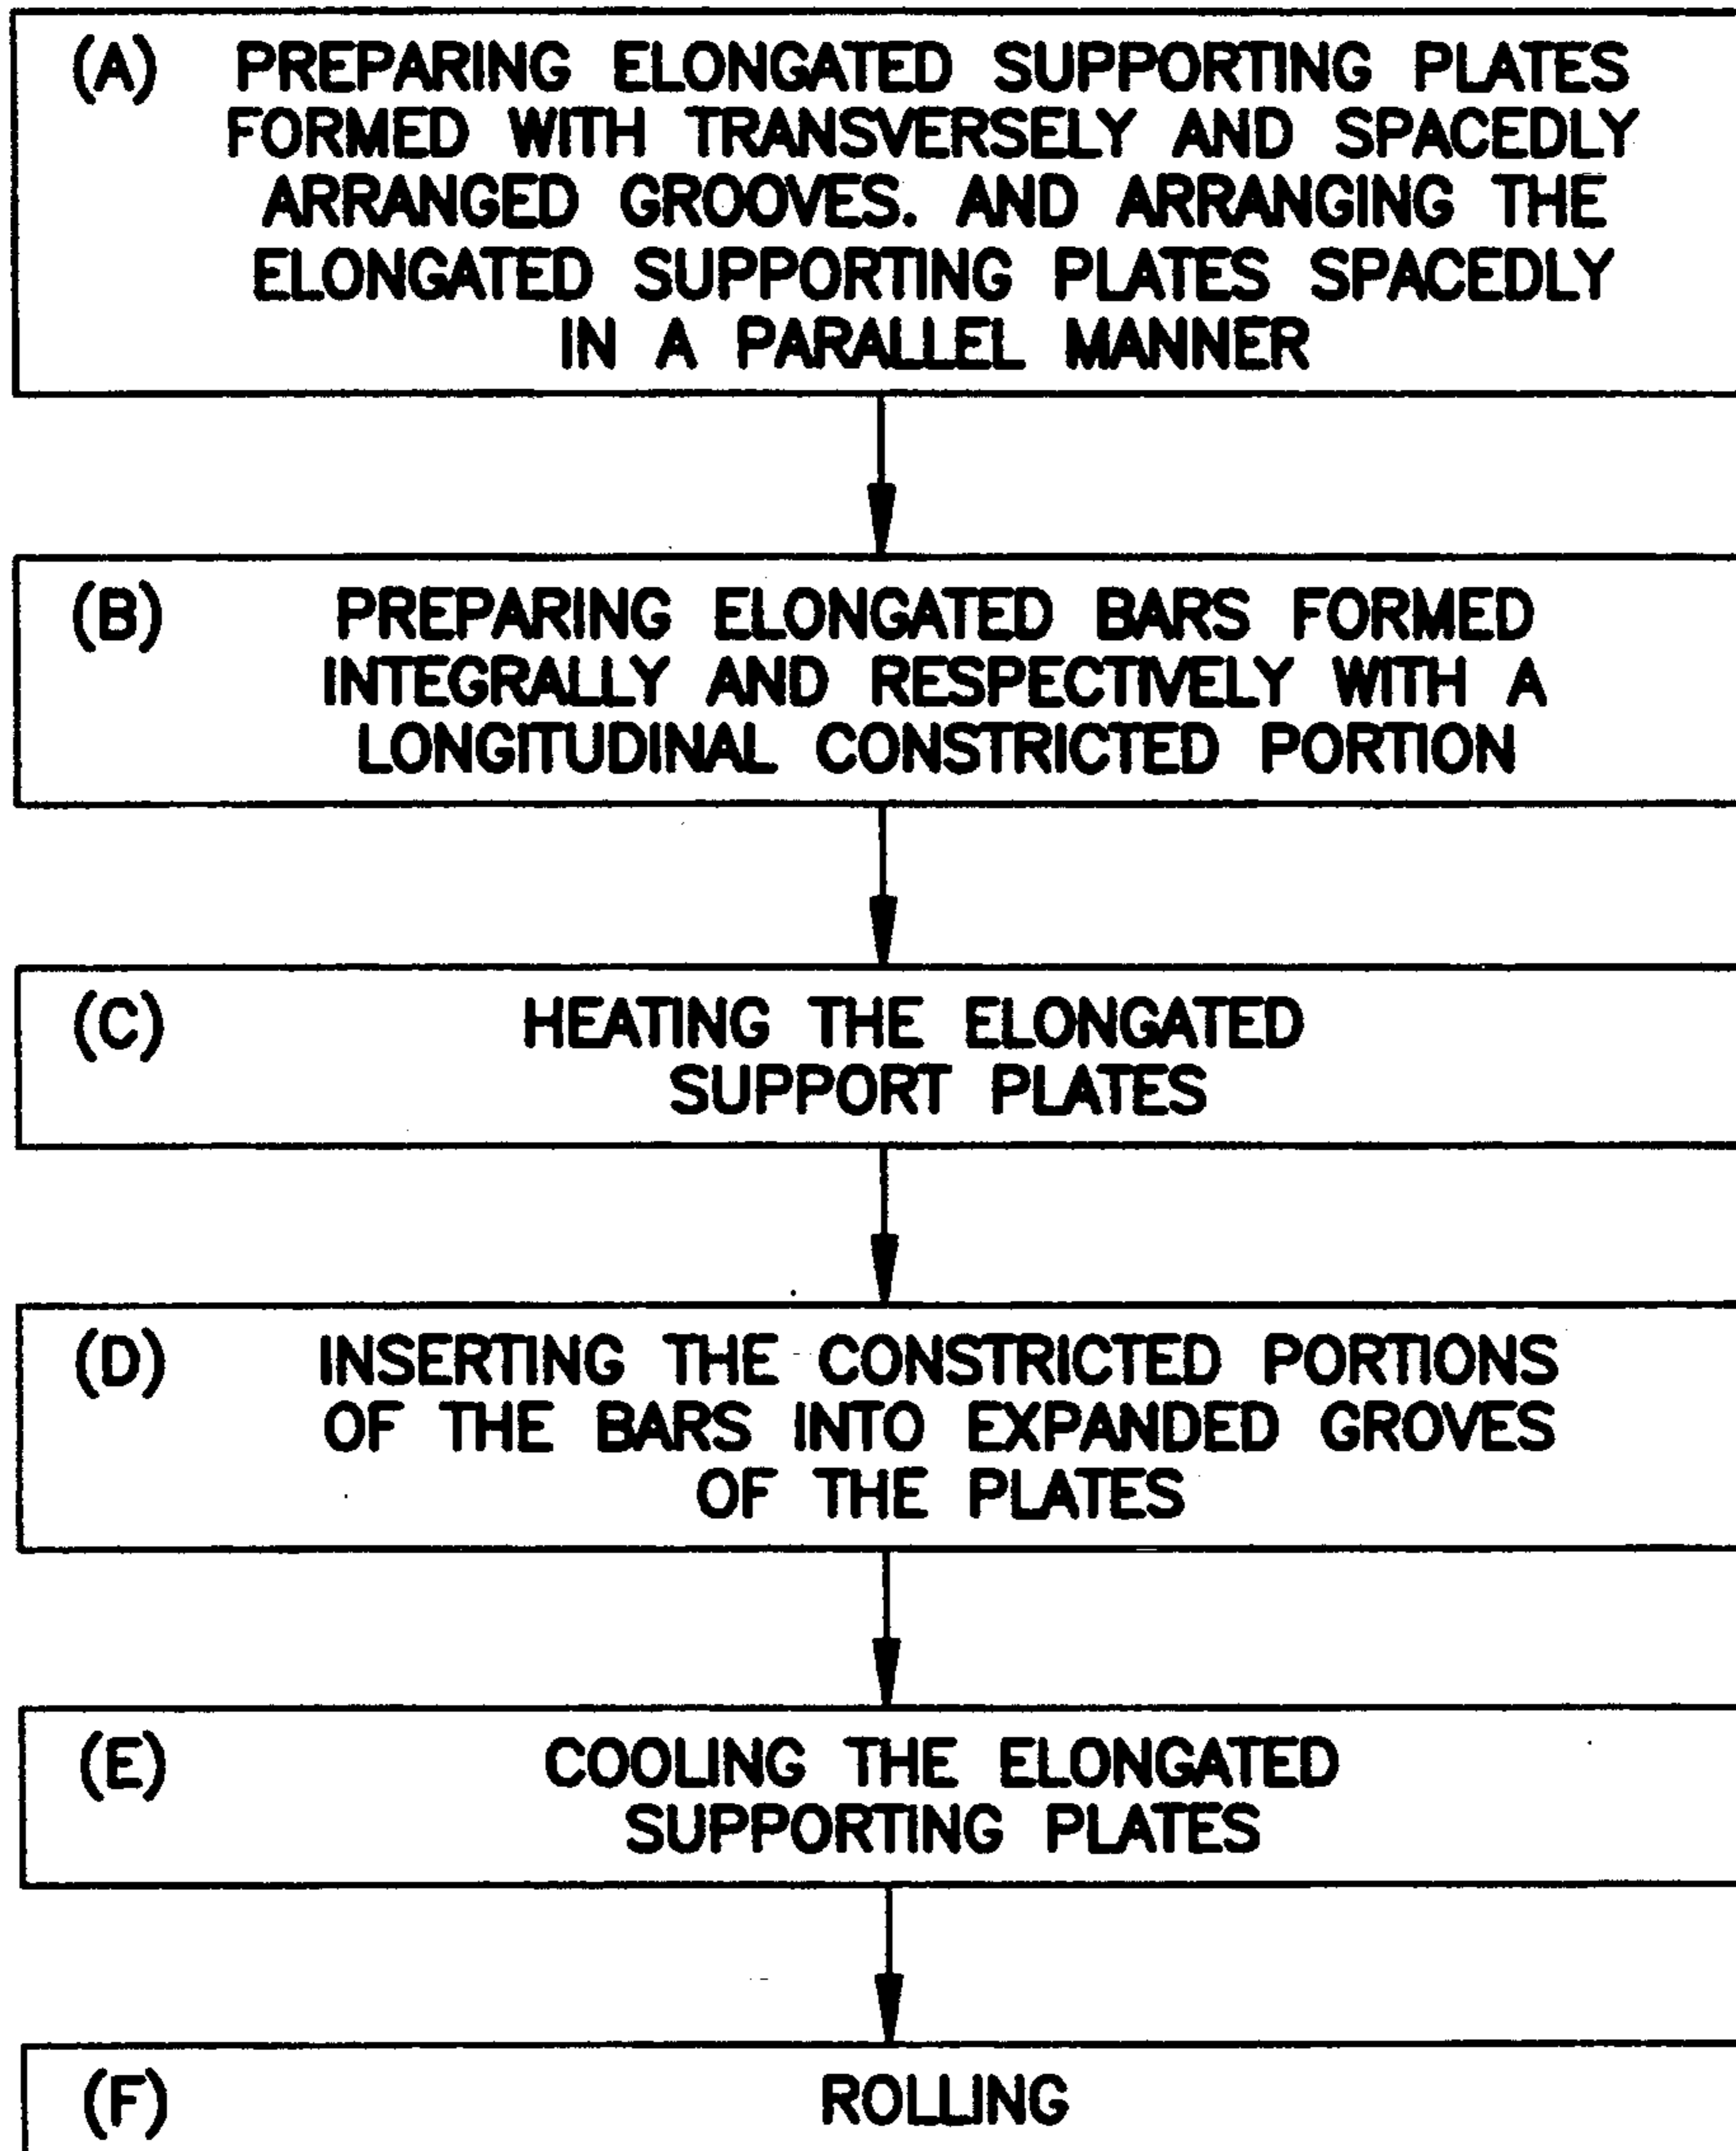 (A) PREPARING ELONGATED SUPPORTING PLATES
FORMED WITH TRANSVERSELY AND SPACEDLY
ARRANGED GROOVES. AND ARRANGING THE
ELONGATED SUPPORTING PLATES SPACEDLY
IN A PARALLEL MANNER
(B) PREPARING ELONGATED BARS FORMED
INTEGRALLY AND RESPECTIVELY WITH A
LONGITUDINAL CONSTRICTED PORTION
(C) HEATING THE ELONGATED
SUPPORT PLATES
(D) INSERTING THE CONSTRICTED PORTIONS
OF THE BARS INTO EXPANDED GROVES
OF THE PLATES
(E) COOLING THE ELONGATED
SUPPORTING PLATES
(F) ROLLING